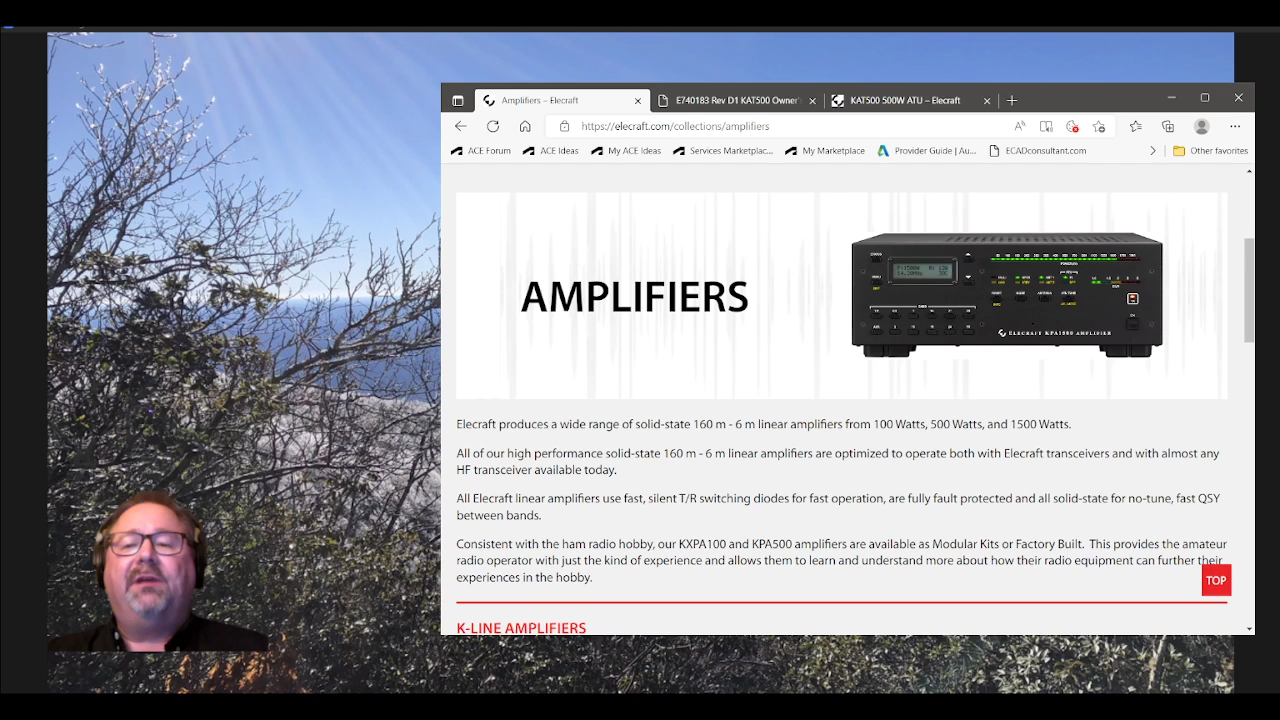 Amplifiers – Elecraft
E740183 Rev D1 KAT500 Owner'
KAT500 500W ATU – Elecraft
https://elecraft.com/collections/amplifiers
ACE Forum
ACE Ideas
My ACE Ideas
Services Marketplac...
My Marketplace
Provider Guide | Au...
ECADconsultant.com
Other favorites
AMPLIFIERS
ELECRAFT KPA1500 AMPLIFIER
Elecraft produces a wide range of solid-state 160 m - 6 m linear amplifiers from 100 Watts, 500 Watts, and 1500 Watts.
All of our high performance solid-state 160 m - 6 m linear amplifiers are optimized to operate both with Elecraft transceivers and with almost any
HF transceiver available today.
All Elecraft linear amplifiers use fast, silent T/R switching diodes for fast operation, are fully fault protected and all solid-state for no-tune, fast QSY
between bands.
Consistent with the ham radio hobby, our KXPA100 and KPA500 amplifiers are available as Modular Kits or Factory Built. This provides the amateur
radio operator with just the kind of experience and allows them to learn and understand more about how their radio equipment can further their
experiences in the hobby.
TOP
K-LINE AMPLIFIERS